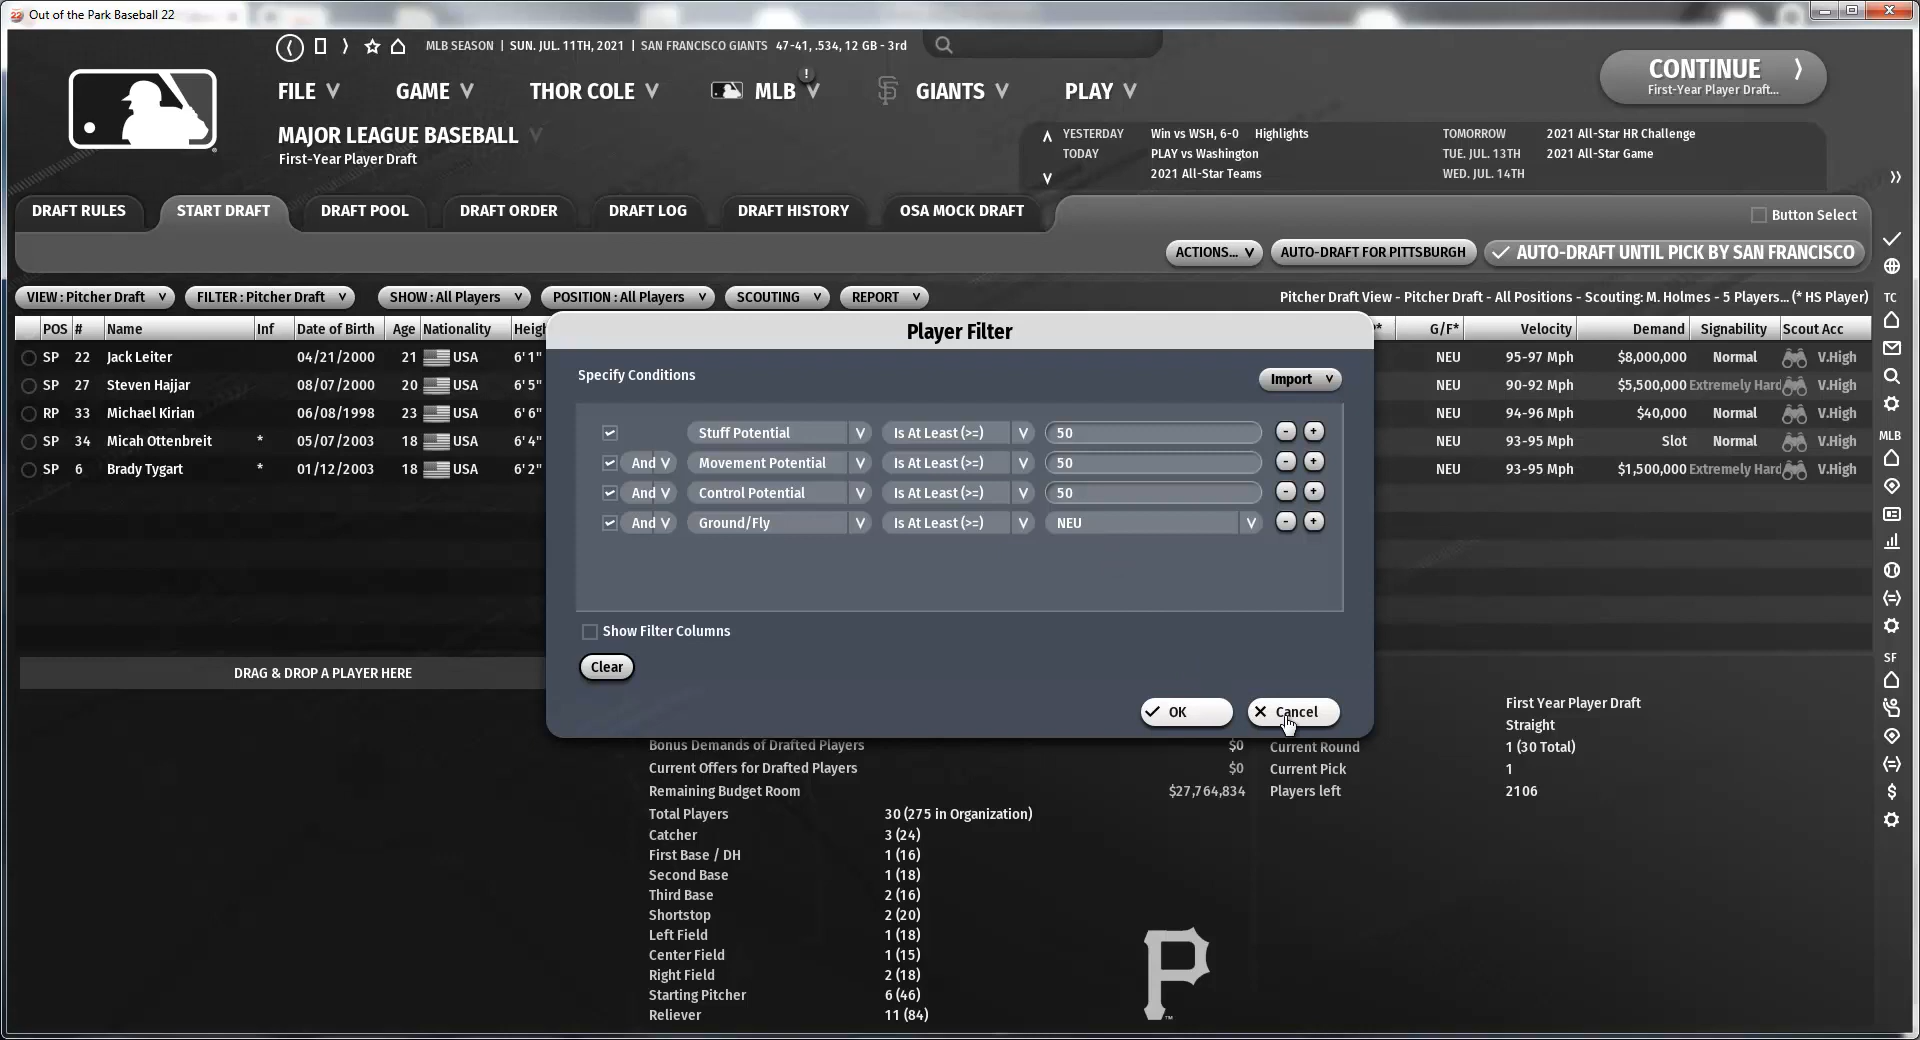 Out of the Park Baseball 22
MLB SEASON | SUN. JUL. 11TH, 2021 | SAN FRANCISCO GIANTS 47-41, .534, 12 GB - 3rd
FILE GAME THOR COLE MLB GIANTS PLAY
CONTINUE
First-Year Player Draft...
MAJOR LEAGUE BASEBALL
First-Year Player Draft
YESTERDAY Win vs WSH, 6-0 Highlights TOMORROW 2021 All-Star HR Challenge
TODAY PLAY vs Washington TUE. JUL. 13TH 2021 All-Star Game
2021 All-Star Teams WED. JUL. 14TH
DRAFT RULES START DRAFT DRAFT POOL DRAFT ORDER DRAFT LOG DRAFT HISTORY OSA MOCK DRAFT
Button Select
ACTIONS... AUTO-DRAFT FOR PITTSBURGH AUTO-DRAFT UNTIL PICK BY SAN FRANCISCO
VIEW : Pitcher Draft FILTER : Pitcher Draft SHOW : All Players POSITION : All Players SCOUTING REPORT Pitcher Draft View - Pitcher Draft - All Positions - Scouting: M. Holmes - 5 Players... (* HS Player)
POS # Name Inf Date of Birth Age Nationality Heigh G/F* Velocity Demand Signability Scout Acc
SP 22 Jack Leiter 04/21/2000 21 USA 6'1" NEU 95-97 Mph $8,000,000 Normal V.High
SP 27 Steven Hajjar 08/07/2000 20 USA 6'5" NEU 90-92 Mph $5,500,000 Extremely Hard V.High
RP 33 Michael Kirian 06/08/1998 23 USA 6'6" NEU 94-96 Mph $40,000 Normal V.High
SP 34 Micah Ottenbreit * 05/07/2003 18 USA 6'4" NEU 93-95 Mph Slot Normal V.High
SP 6 Brady Tygart * 01/12/2003 18 USA 6'2" NEU 93-95 Mph $1,500,000 Extremely Hard V.High
Player Filter
Specify Conditions
Import
Stuff Potential Is At Least (>=) 50 - +
And Movement Potential Is At Least (>=) 50 - +
And Control Potential Is At Least (>=) 50 - +
And Ground/Fly Is At Least (>=) NEU - +
Show Filter Columns
Clear
OK Cancel
DRAG & DROP A PLAYER HERE
Bonus Demands of Drafted Players $0
Current Offers for Drafted Players $0
Remaining Budget Room $27,764,834
Total Players 30 (275 in Organization)
Catcher 3 (24)
First Base / DH 1 (16)
Second Base 1 (18)
Third Base 2 (16)
Shortstop 2 (20)
Left Field 1 (18)
Center Field 1 (15)
Right Field 2 (18)
Starting Pitcher 6 (46)
Reliever 11 (84)
First Year Player Draft
Straight
Current Round 1 (30 Total)
Current Pick 1
Players left 2106
P
TC
MLB
SF